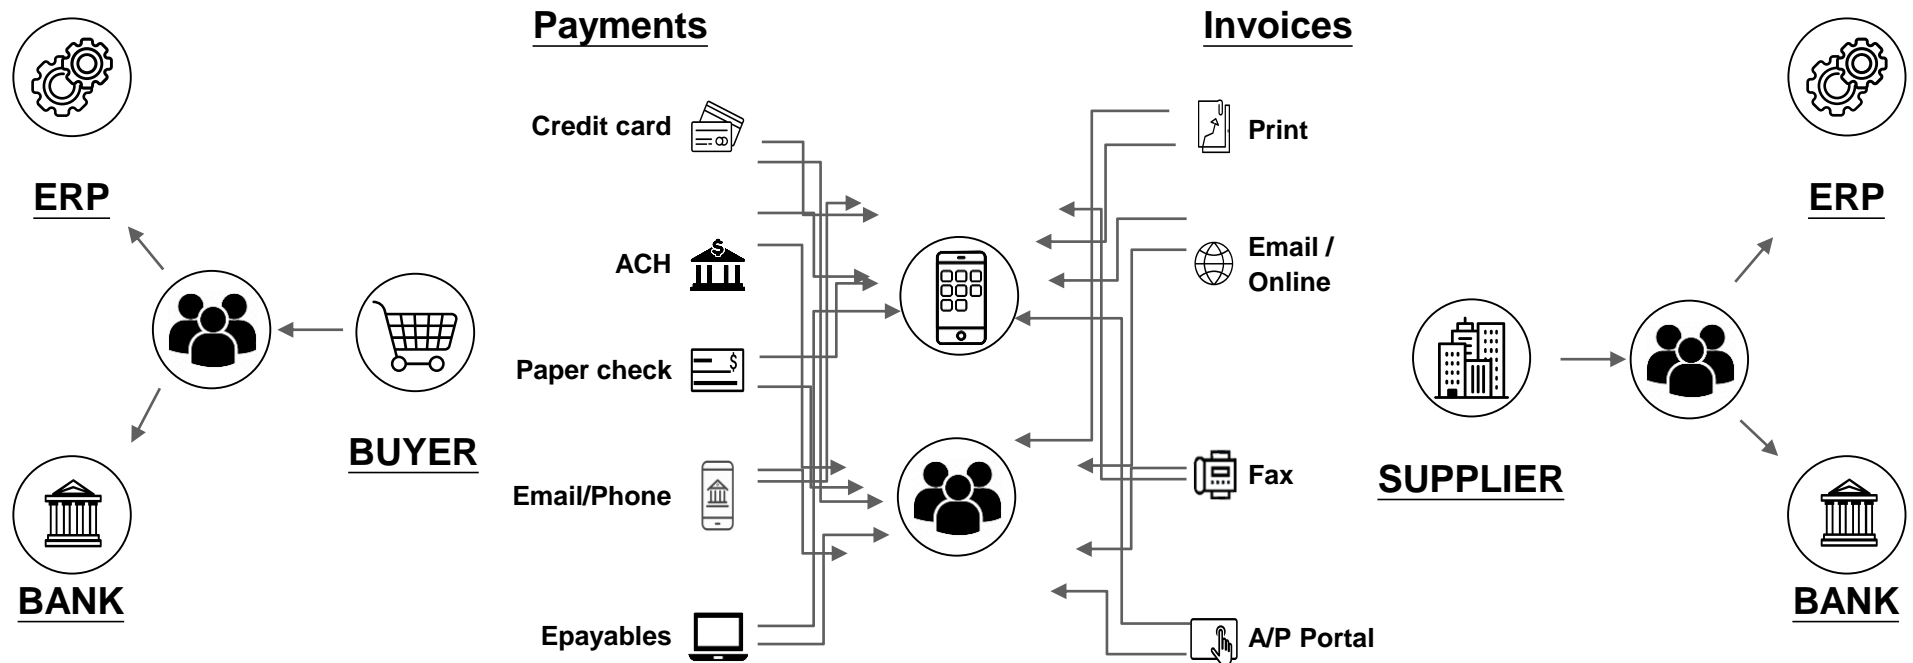 Payments
Invoices
Credit card
Print
ERP
ERP
ACH
$
Email /
Online
Paper check
$
BUYER
SUPPLIER
Email/Phone
Fax
BANK
BANK
Epayables
A/P Portal